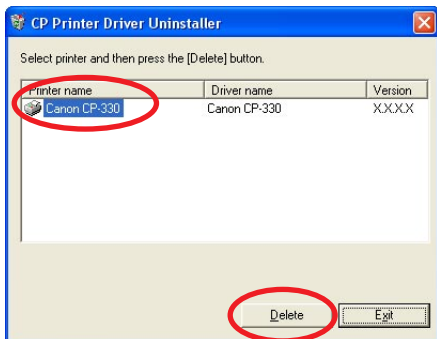 CP Printer Driver Uninstaller
Select printer and then press the [Delete] button.
Printer name Driver name Version
Canon CP-330 Canon CP-330 X.X.X.X
Delete Exit